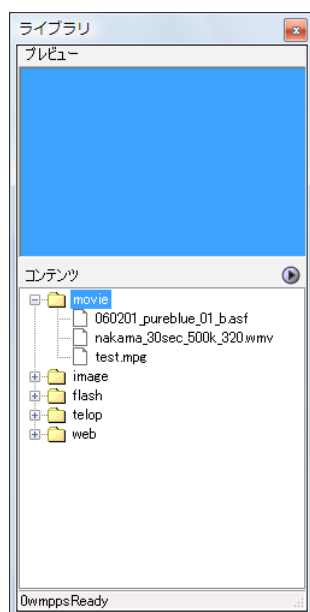 ライブラリ
プレビュー
コンテンツ
movie
060201_pureblue_01_b.asf
nakama_30sec_500k_320.wmv
test.mpg
image
flash
telop
web
0wmppsReady